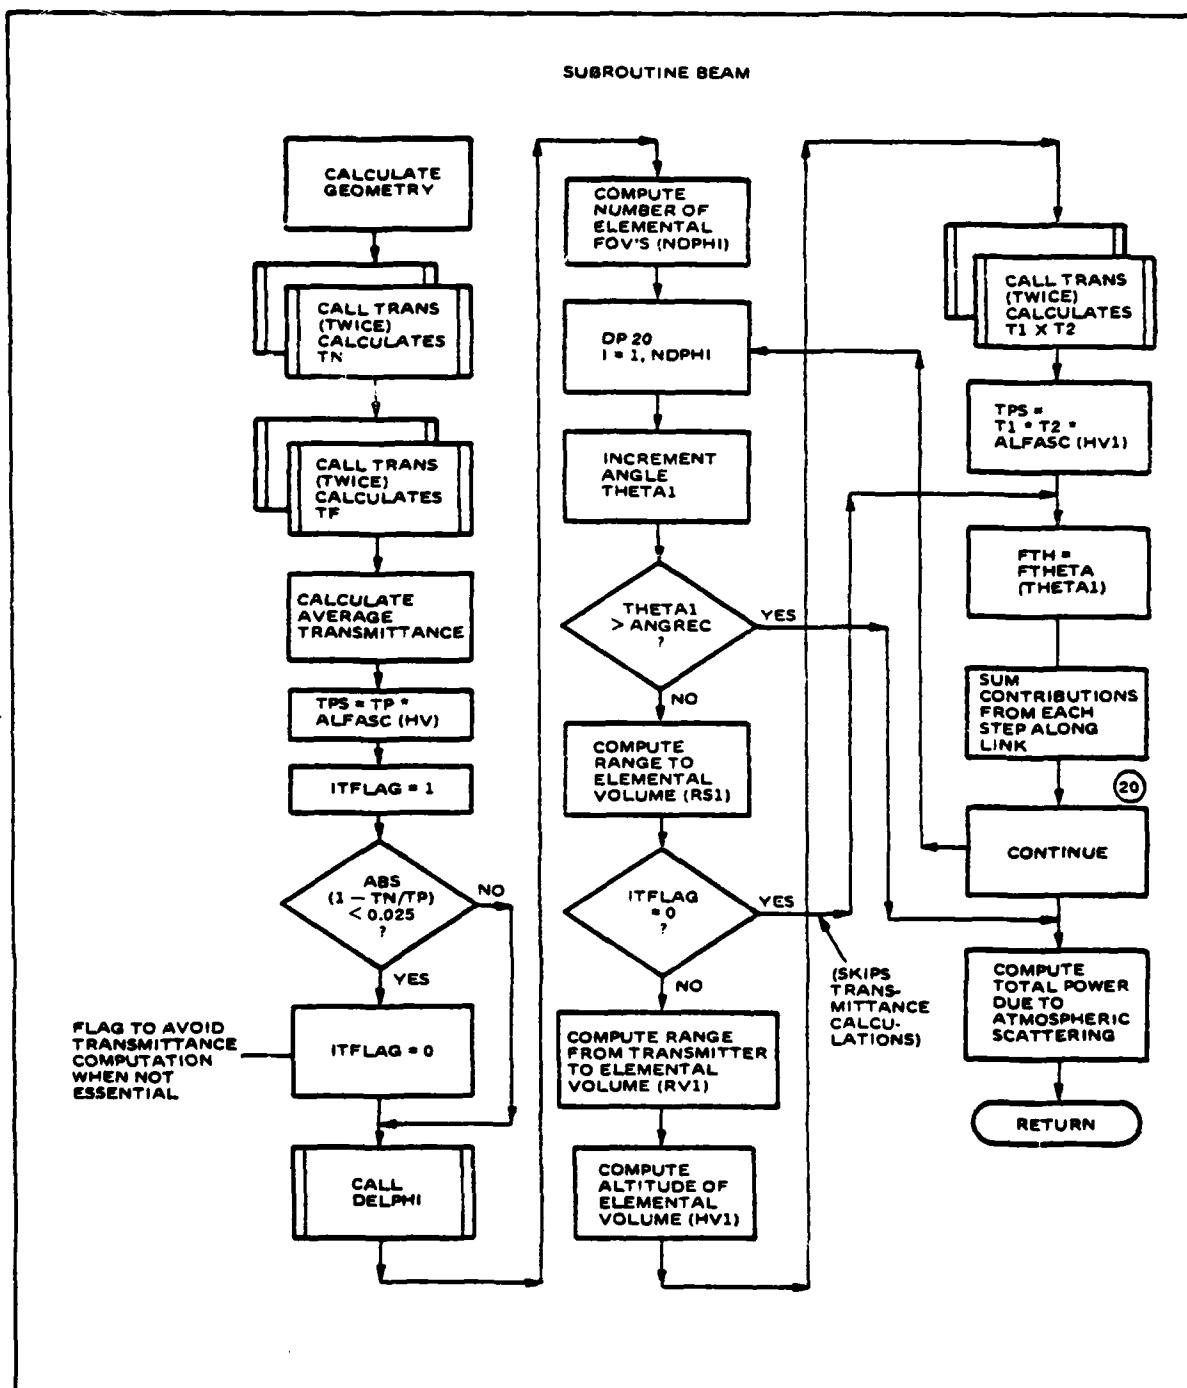 SUBROUTINE BEAM
CALCULATE
GEOMETRY
CALL TRANS
(TWICE)
CALCULATES
TN
CALL TRANS
(TWICE)
CALCULATES
TF
CALCULATE
AVERAGE
TRANSMITTANCE
TPS = TP *
ALFASC (HV)
ITFLAG = 1
ABS
(1 - TN/TP)
< 0.025
?
NO
YES
FLAG TO AVOID
TRANSMITTANCE
COMPUTATION
WHEN NOT
ESSENTIAL
ITFLAG = 0
CALL
DELPHI
COMPUTE
NUMBER OF
ELEMENTAL
FOV'S (NDPHI)
DP 20
I = 1, NDPHI
INCREMENT
ANGLE
THETA1
THETA1
> ANGREC
?
YES
NO
COMPUTE
RANGE TO
ELEMENTAL
VOLUME (RS1)
ITFLAG
= 0
?
YES
NO
(SKIPS
TRANS-
MITTANCE
CALCU-
LATIONS)
COMPUTE RANGE
FROM TRANSMITTER
TO ELEMENTAL
VOLUME (RV1)
COMPUTE
ALTITUDE OF
ELEMENTAL
VOLUME (HV1)
CALL TRANS
(TWICE)
CALCULATES
T1 X T2
TPS =
T1 * T2 *
ALFASC (HV1)
FTH =
FTHETA
(THETA1)
SUM
CONTRIBUTIONS
FROM EACH
STEP ALONG
LINK
20
CONTINUE
COMPUTE
TOTAL POWER
DUE TO
ATMOSPHERIC
SCATTERING
RETURN